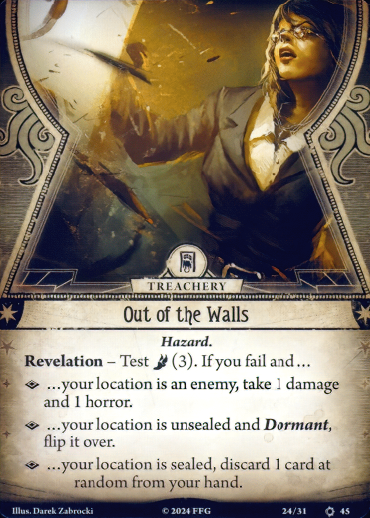 TREACHERY
Out of the Walls
Hazard.
Revelation – Test (3). If you fail and…
…your location is an enemy, take 1 damage
and 1 horror.
…your location is unsealed and Dormant,
flip it over.
…your location is sealed, discard 1 card at
random from your hand.
Illus. Darek Zabrocki © 2024 FFG 24/31 45